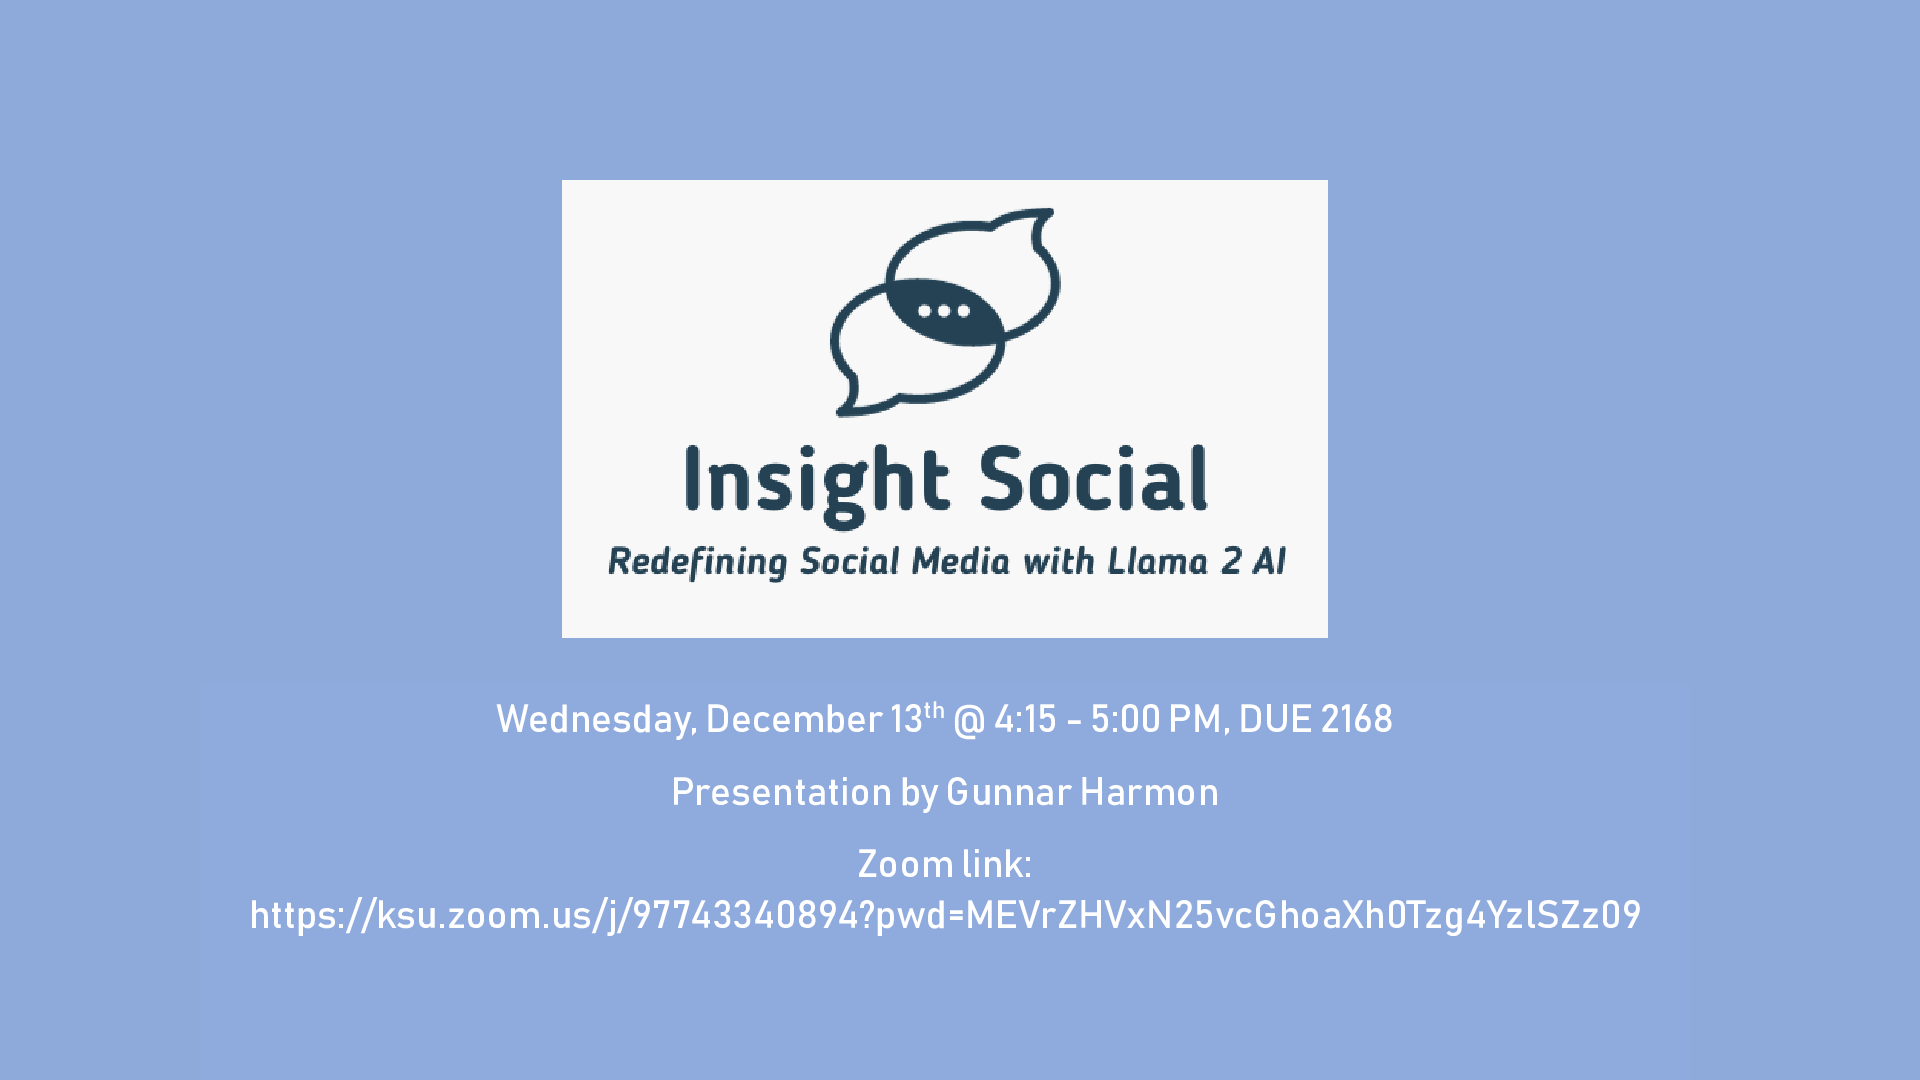 Insight Social
Redefining Social Media with Llama 2 AI
Wednesday, December 13th @ 4:15 - 5:00 PM, DUE 2168
Presentation by Gunnar Harmon
Zoom link:
https://ksu.zoom.us/j/97743340894?pwd=MEVrZHVxN25vcGhoaXh0Tzg4YzlSZz09